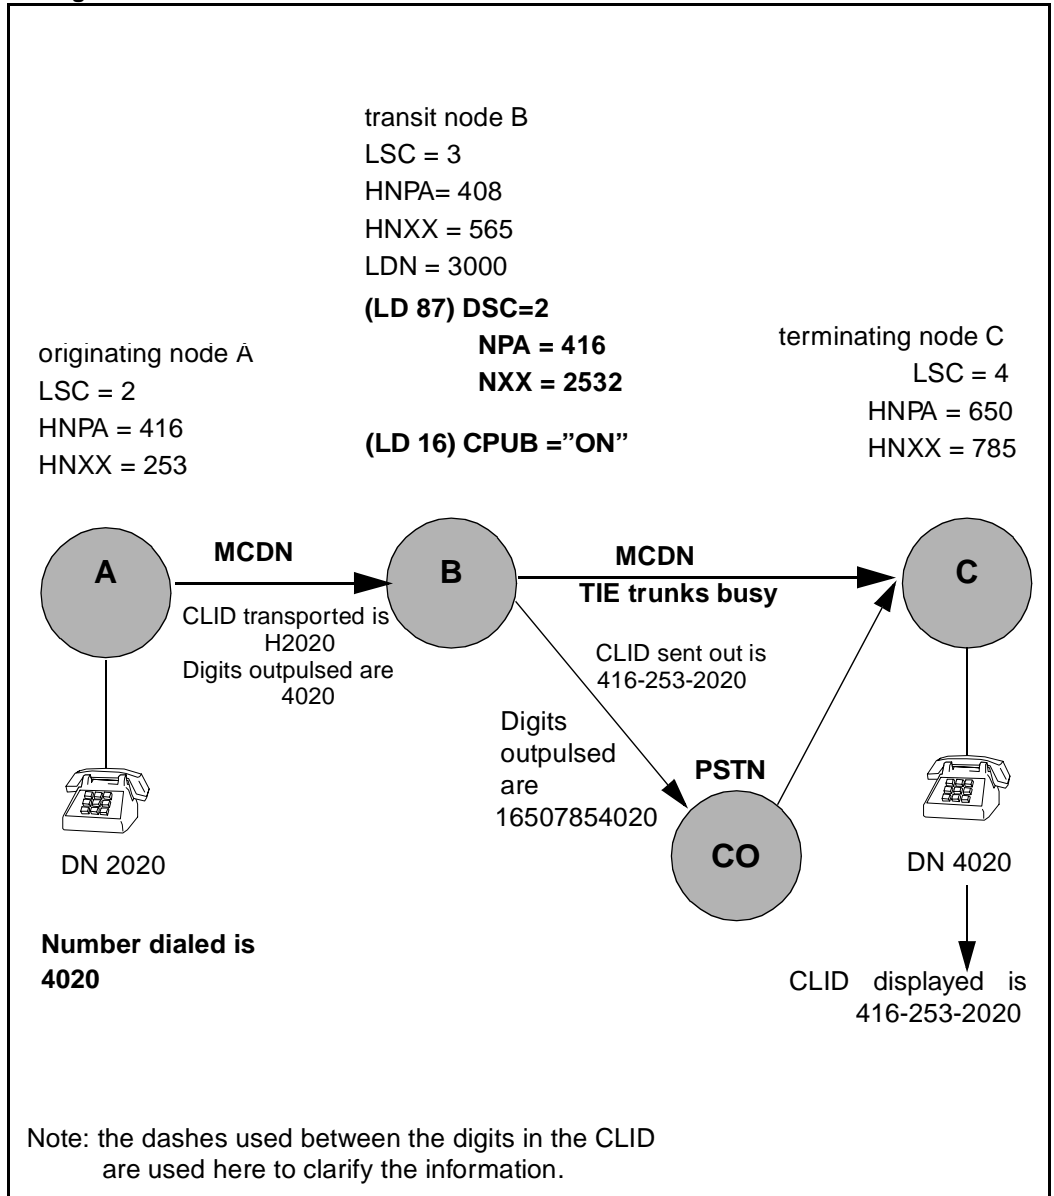 transit node B
LSC = 3
HNPA= 408
HNXX = 565
LDN = 3000
(LD 87) DSC=2
NPA = 416
NXX = 2532
(LD 16) CPUB =”ON”
originating node A
LSC = 2
HNPA = 416
HNXX = 253
terminating node C
LSC = 4
HNPA = 650
HNXX = 785
A
MCDN
CLID transported is
H2020
Digits outpulsed are
4020
B
MCDN
TIE trunks busy
C
CLID sent out is
416-253-2020
Digits
outpulsed
are
16507854020
PSTN
CO
DN 2020
DN 4020
Number dialed is
4020
CLID displayed is
416-253-2020
Note: the dashes used between the digits in the CLID
are used here to clarify the information.